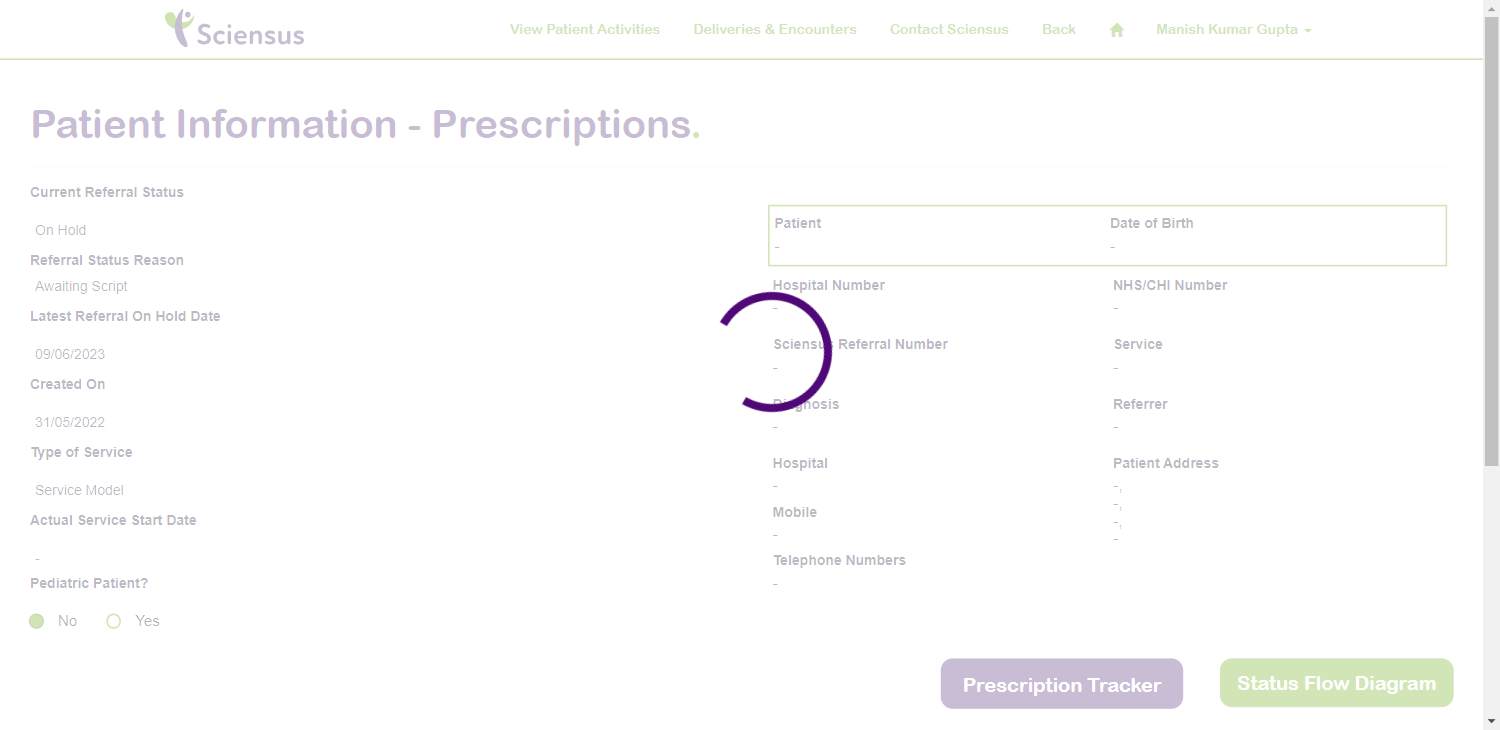 Sciensus
View Patient Activities
Deliveries & Encounters
Contact Sciensus
Back
Manish Kumar Gupta
Patient Information - Prescriptions.
Current Referral Status
On Hold
Referral Status Reason
Awaiting Script
Latest Referral On Hold Date
09/06/2023
Created On
31/05/2022
Type of Service
Service Model
Actual Service Start Date
-
Pediatric Patient?
No
Yes
Patient
-
Date of Birth
-
Hospital Number
-
NHS/CHI Number
-
Sciensus Referral Number
-
Service
-
Diagnosis
-
Referrer
-
Hospital
-
Patient Address
-,
-,
-,
-
Mobile
-
Telephone Numbers
-
Prescription Tracker
Status Flow Diagram